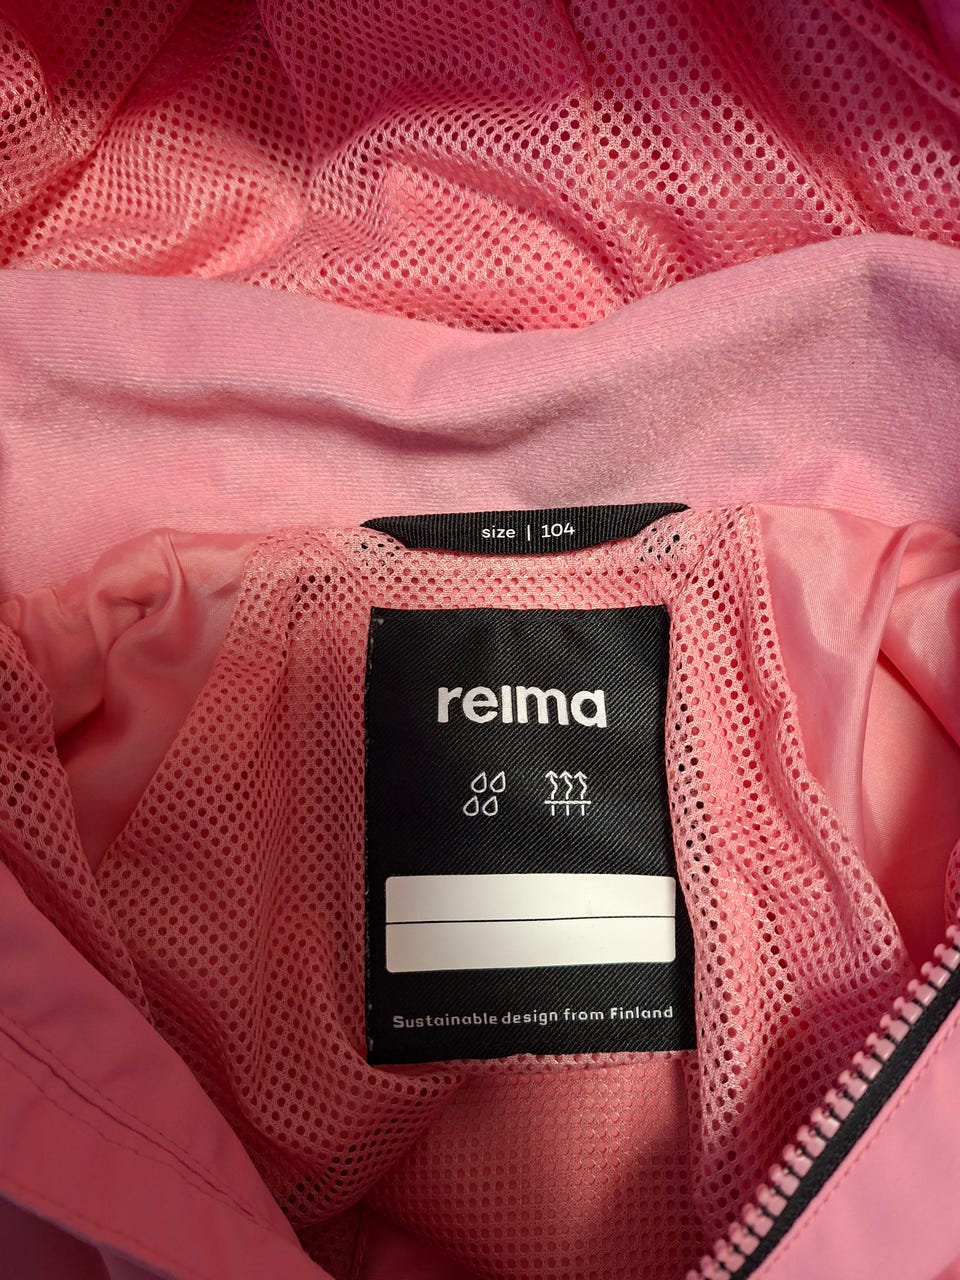 size | 104
reima
Sustainable design from Finland